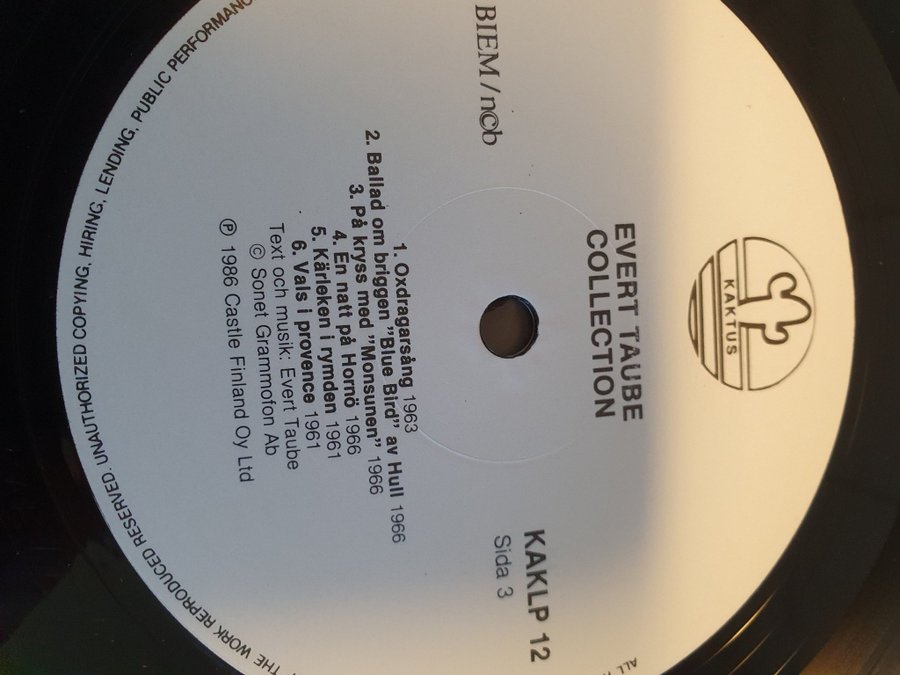 KAKTUS
EVERT TAUBE
COLLECTION
BIEM / n©b
KAKLP 12
Sida 3
1. Oxdragarsång 1963
2. Ballad om briggen "Blue Bird" av Hull 1966
3. På kryss med "Monsunen" 1966
4. En natt på Hornö 1966
5. Kärleken i rymden 1961
6. Vals i provence 1961
Text och musik: Evert Taube
© Sonet Grammofon Ab
℗ 1986 Castle Finland Oy Ltd
ALL
THE WORK REPRODUCED RESERVED. UNAUTHORIZED COPYING, HIRING, LENDING, PUBLIC PERFORMANC